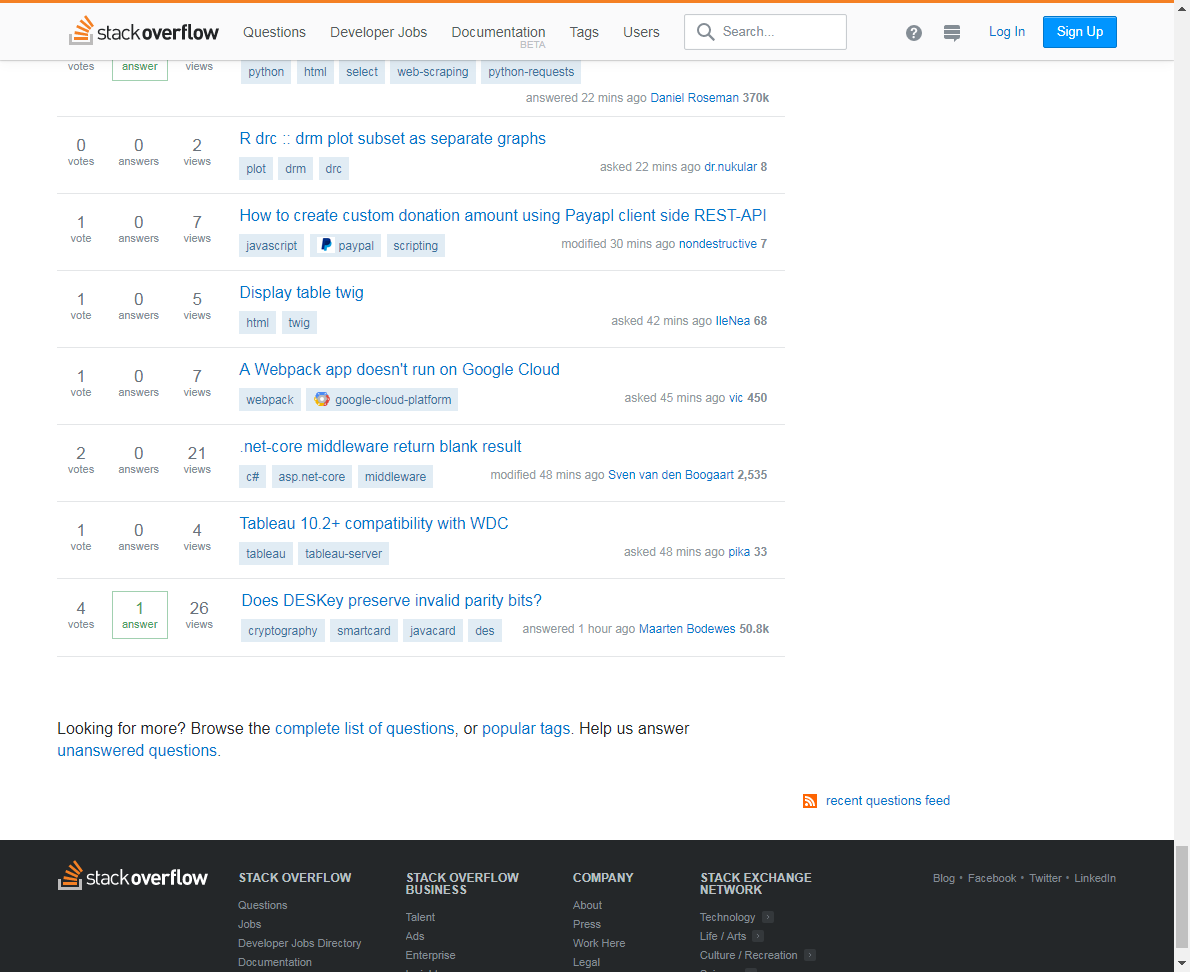 stackoverflow Questions Developer Jobs Documentation BETA Tags Users Search... ? Log In Sign Up
votes answer views python html select web-scraping python-requests
answered 22 mins ago Daniel Roseman 370k
0 votes 0 answers 2 views R drc :: drm plot subset as separate graphs
plot drm drc asked 22 mins ago dr.nukular 8
1 vote 0 answers 7 views How to create custom donation amount using Payapl client side REST-API
javascript paypal scripting modified 30 mins ago nondestructive 7
1 vote 0 answers 5 views Display table twig
html twig asked 42 mins ago IleNea 68
1 vote 0 answers 7 views A Webpack app doesn't run on Google Cloud
webpack google-cloud-platform asked 45 mins ago vic 450
2 votes 0 answers 21 views .net-core middleware return blank result
c# asp.net-core middleware modified 48 mins ago Sven van den Boogaart 2,535
1 vote 0 answers 4 views Tableau 10.2+ compatibility with WDC
tableau tableau-server asked 48 mins ago pika 33
4 votes 1 answer 26 views Does DESKey preserve invalid parity bits?
cryptography smartcard javacard des answered 1 hour ago Maarten Bodewes 50.8k
Looking for more? Browse the complete list of questions, or popular tags. Help us answer
unanswered questions.
recent questions feed
stackoverflow
STACK OVERFLOW
Questions
Jobs
Developer Jobs Directory
Documentation
STACK OVERFLOW
BUSINESS
Talent
Ads
Enterprise
COMPANY
About
Press
Work Here
Legal
STACK EXCHANGE
NETWORK
Technology
Life / Arts
Culture / Recreation
Blog • Facebook • Twitter • LinkedIn